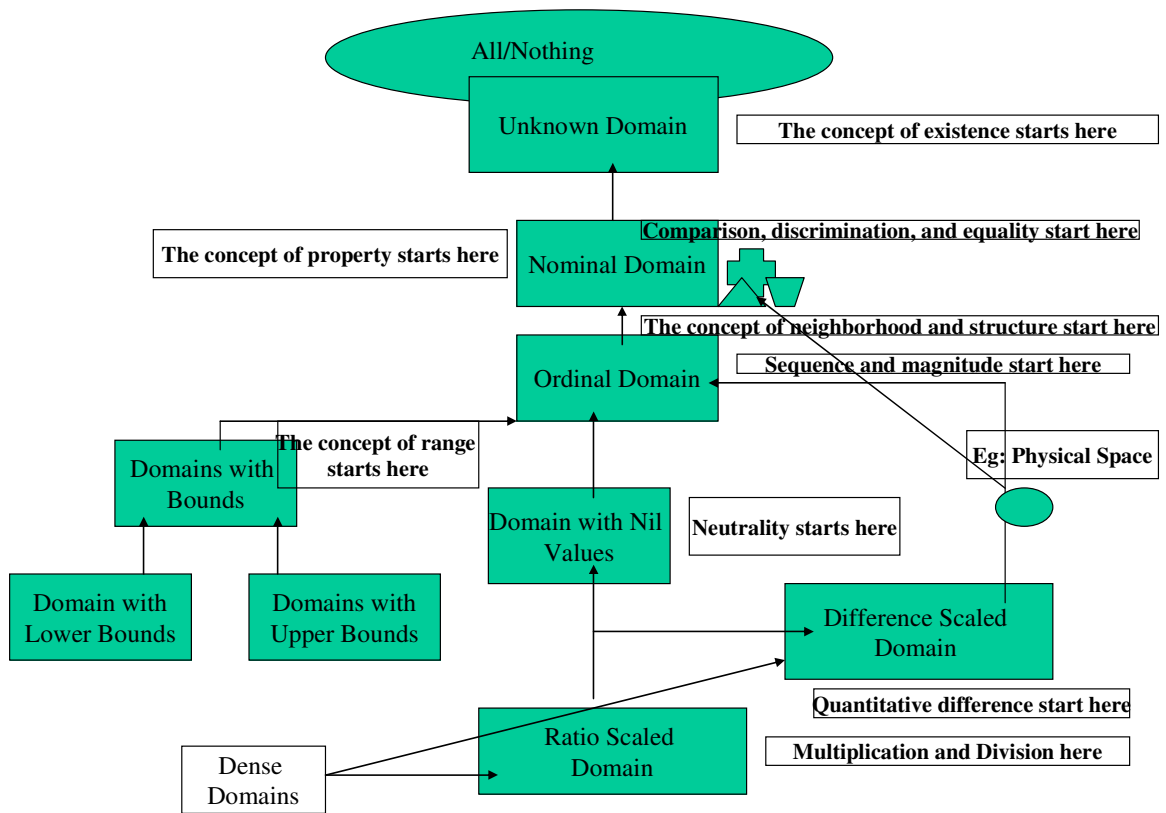 All/Nothing
Unknown Domain
The concept of existence starts here
Comparison, discrimination, and equality start here
The concept of property starts here
Nominal Domain
The concept of neighborhood and structure start here
Sequence and magnitude start here
Ordinal Domain
The concept of range
starts here
Eg: Physical Space
Domains with
Bounds
Domain with Nil
Values
Neutrality starts here
Domain with
Lower Bounds
Domains with
Upper Bounds
Difference Scaled
Domain
Quantitative difference start here
Ratio Scaled
Domain
Multiplication and Division here
Dense
Domains